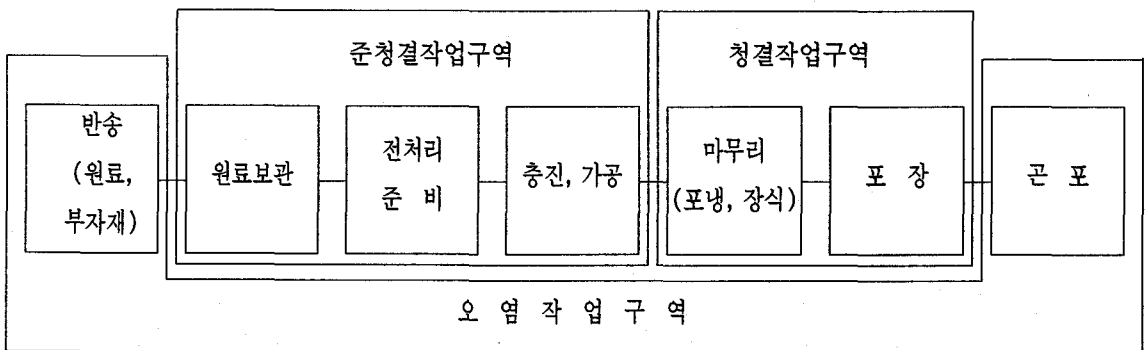 준청결작업구역
청결작업구역
반송
(원료,
부자재)
원료보관
전처리
준 비
충진, 가공
마무리
(포냉, 장식)
포 장
곤 포
오 염 작 업 구 역